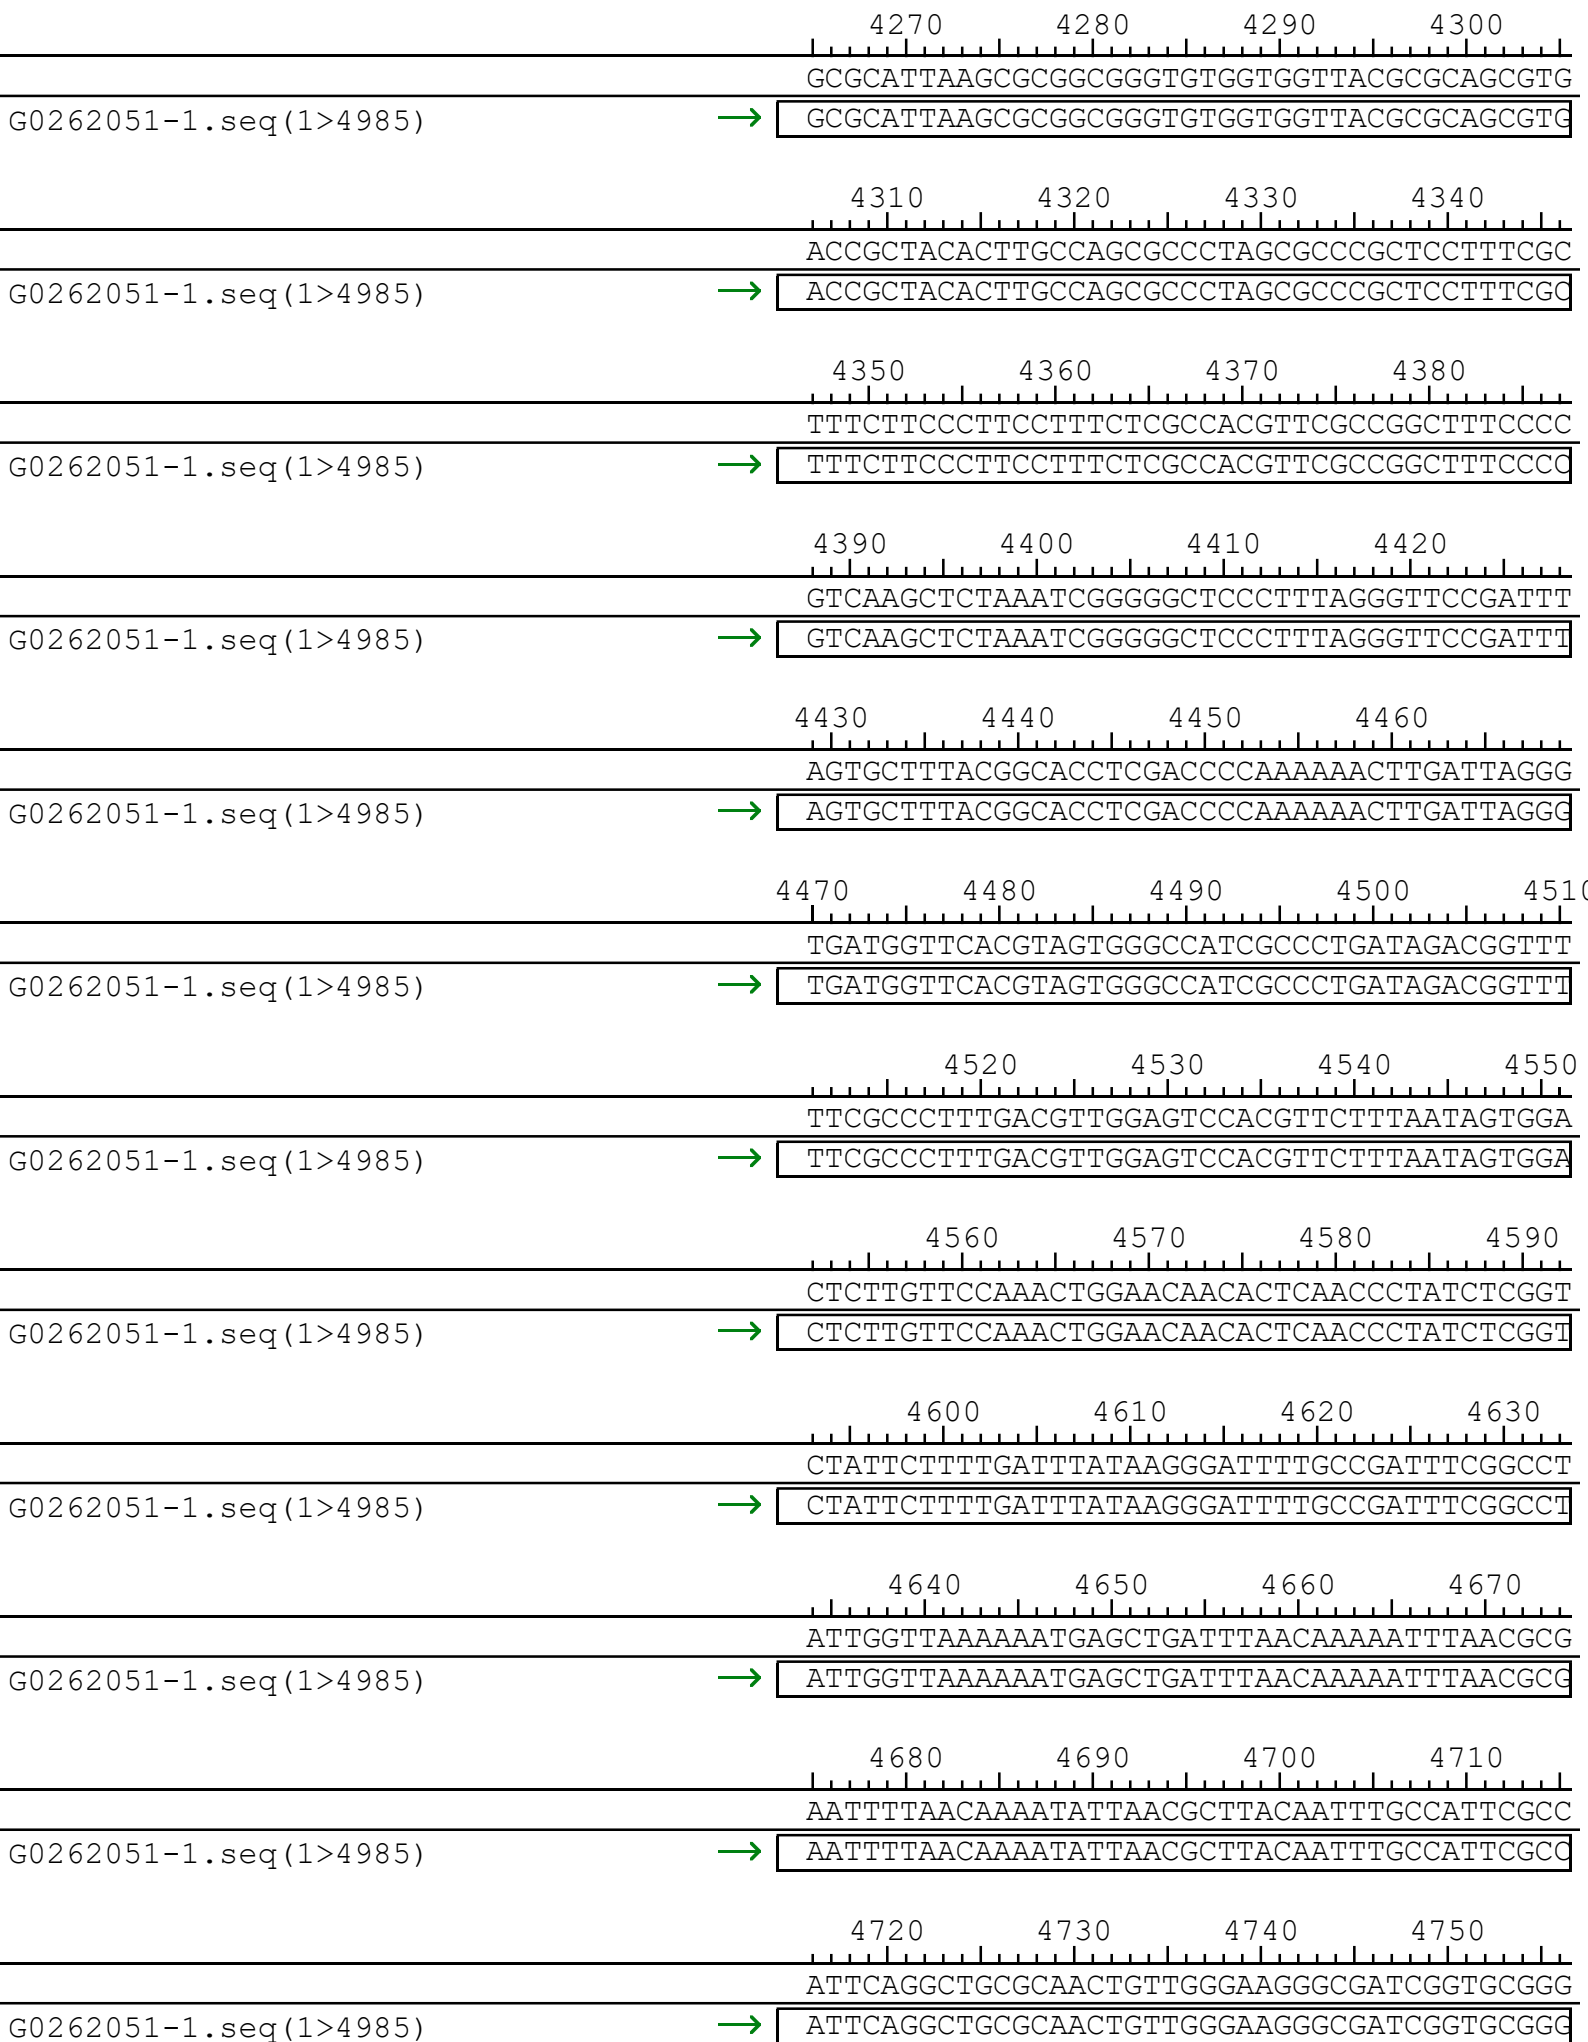 4270 4280 4290 4300
GCGCATTAAGCGCGGCGGGTGTGGTGGTTACGCGCAGCGTG
G0262051-1.seq(1>4985) → GCGCATTAAGCGCGGCGGGTGTGGTGGTTACGCGCAGCGTG
4310 4320 4330 4340
ACCGCTACACTTGCCAGCGCCCTAGCGCCCGCTCCTTTCGC
G0262051-1.seq(1>4985) → ACCGCTACACTTGCCAGCGCCCTAGCGCCCGCTCCTTTCGC
4350 4360 4370 4380
TTTCTTCCCTTCCTTTCTCGCCACGTTCGCCGGCTTTCCCC
G0262051-1.seq(1>4985) → TTTCTTCCCTTCCTTTCTCGCCACGTTCGCCGGCTTTCCCC
4390 4400 4410 4420
GTCAAGCTCTAAATCGGGGGCTCCCTTTAGGGTTCCGATTT
G0262051-1.seq(1>4985) → GTCAAGCTCTAAATCGGGGGCTCCCTTTAGGGTTCCGATTT
4430 4440 4450 4460
AGTGCTTTACGGCACCTCGACCCCAAAAAACTTGATTAGGG
G0262051-1.seq(1>4985) → AGTGCTTTACGGCACCTCGACCCCAAAAAACTTGATTAGGG
4470 4480 4490 4500 4510
TGATGGTTCACGTAGTGGGCCATCGCCCTGATAGACGGTTT
G0262051-1.seq(1>4985) → TGATGGTTCACGTAGTGGGCCATCGCCCTGATAGACGGTTT
4520 4530 4540 4550
TTCGCCCTTTGACGTTGGAGTCCACGTTCTTTAATAGTGGA
G0262051-1.seq(1>4985) → TTCGCCCTTTGACGTTGGAGTCCACGTTCTTTAATAGTGGA
4560 4570 4580 4590
CTCTTGTTCCAAACTGGAACAACACTCAACCCTATCTCGGT
G0262051-1.seq(1>4985) → CTCTTGTTCCAAACTGGAACAACACTCAACCCTATCTCGGT
4600 4610 4620 4630
CTATTCTTTTGATTTATAAGGGATTTTGCCGATTTCGGCCT
G0262051-1.seq(1>4985) → CTATTCTTTTGATTTATAAGGGATTTTGCCGATTTCGGCCT
4640 4650 4660 4670
ATTGGTTAAAAAATGAGCTGATTTAACAAAAATTTAACGCG
G0262051-1.seq(1>4985) → ATTGGTTAAAAAATGAGCTGATTTAACAAAAATTTAACGCG
4680 4690 4700 4710
AATTTTAACAAAATATTAACGCTTACAATTTGCCATTCGCC
G0262051-1.seq(1>4985) → AATTTTAACAAAATATTAACGCTTACAATTTGCCATTCGCC
4720 4730 4740 4750
ATTCAGGCTGCGCAACTGTTGGGAAGGGCGATCGGTGCGGG
G0262051-1.seq(1>4985) → ATTCAGGCTGCGCAACTGTTGGGAAGGGCGATCGGTGCGGG